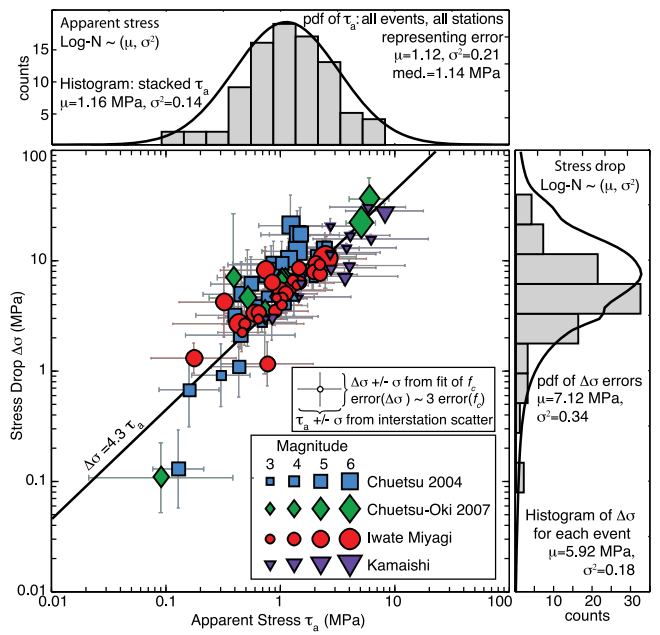 Apparent stress
Log-N ~ (μ, σ²)
Histogram: stacked τa
μ=1.16 MPa, σ²=0.14
pdf of τa: all events, all stations
representing error
μ=1.12, σ²=0.21
med.=1.14 MPa
counts
15
10
5
Stress Drop Δσ (MPa)
100
10
1
0.1
0.01
Δσ=4.3 τa
Δσ +/- σ from fit of fc
error(Δσ) ~ 3 error(fc)
τa +/- σ from interstation scatter
Magnitude
3 4 5 6
Chuetsu 2004
Chuetsu-Oki 2007
Iwate Miyagi
Kamaishi
0.01 0.1 1 10 100
Apparent Stress τa (MPa)
Stress drop
Log-N ~ (μ, σ²)
pdf of Δσ errors
μ=7.12 MPa,
σ²=0.34
Histogram of Δσ
for each event
μ=5.92 MPa,
σ²=0.18
0 10 20 30
counts